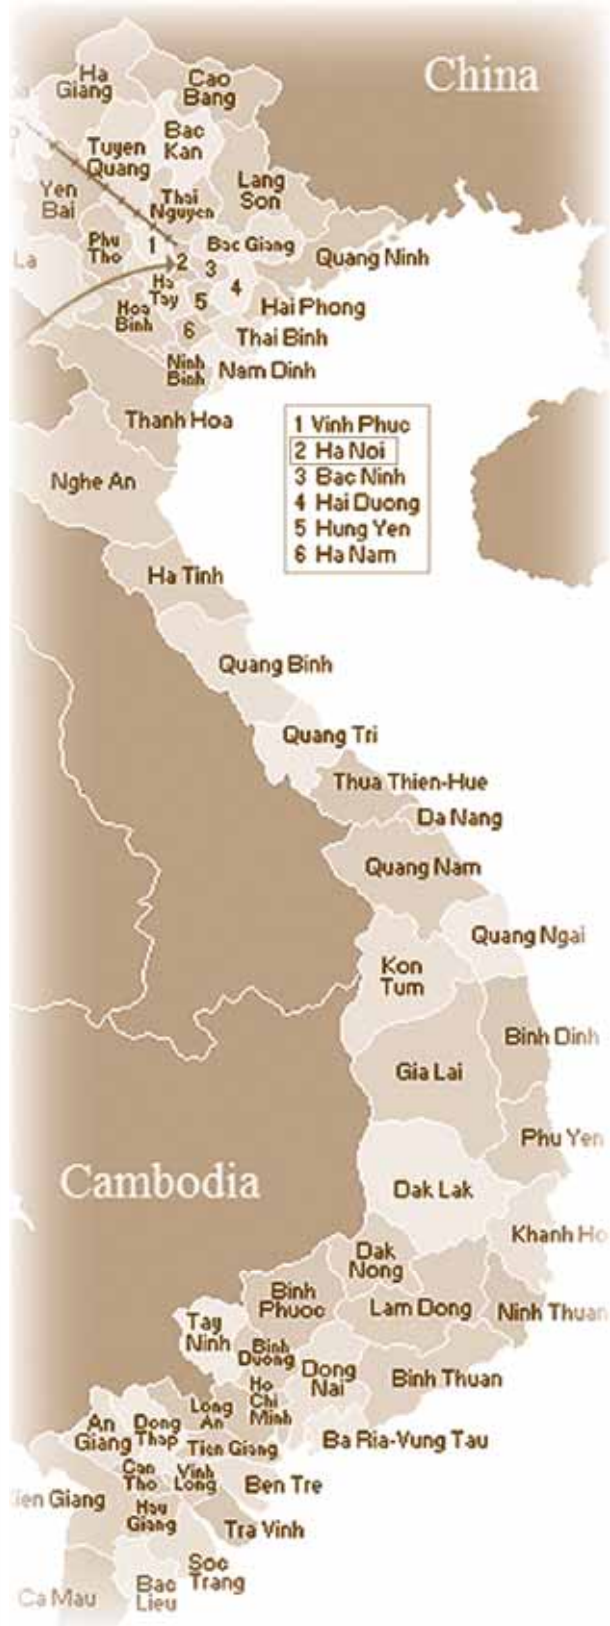 China
Ha
Giang
Cao
Bang
Bac
Kan
Tuyen
Quang
Lang
Son
Yen
Bai
Thai
Nguyen
Phu
Tho
1
Bac Giang
Quang Ninh
La
2
3
Ha
Tay
4
5
Hoa
Binh
Hai Phong
6
Thai Binh
Ninh
Binh
Nam Dinh
Thanh Hoa
1 Vinh Phuc
2 Ha Noi
3 Bac Ninh
4 Hai Duong
5 Hung Yen
6 Ha Nam
Nghe An
Ha Tinh
Quang Binh
Quang Tri
Thua Thien-Hue
Da Nang
Quang Nam
Quang Ngai
Kon
Tum
Binh Dinh
Gia Lai
Phu Yen
Cambodia
Dak Lak
Khanh Ho
Dak
Nong
Binh
Phuoc
Lam Dong
Ninh Thuan
Tay
Ninh
Binh
Duong
Dong
Nai
Binh Thuan
Ho
Chi
Minh
Long
An
An
Giang
Dong
Thap
Tien Giang
Ba Ria-Vung Tau
Can
Tho
Vinh
Long
Ben Tre
ien Giang
Hau
Giang
Tra Vinh
Soc
Trang
Ca Mau
Bac
Lieu